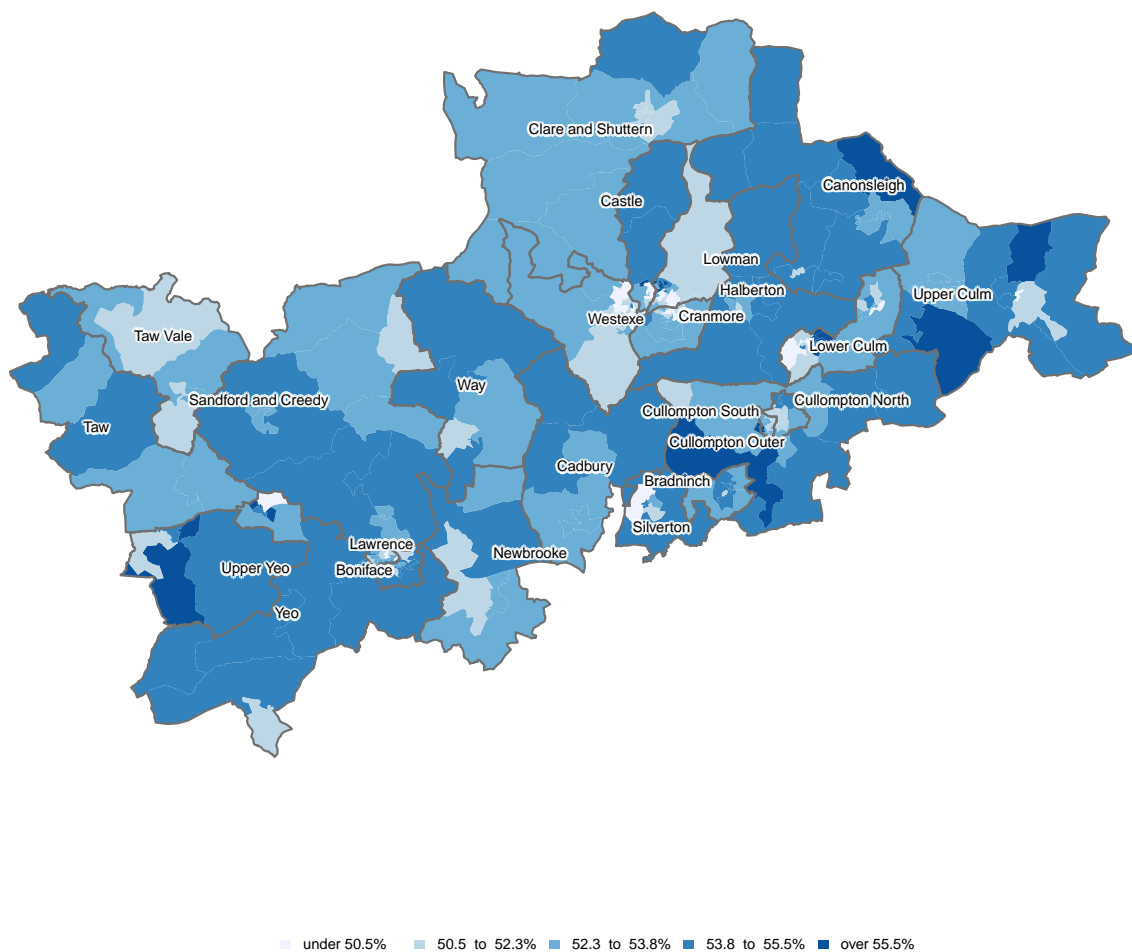 Clare and Shuttern
Canonsleigh
Castle
Lowman
Halberton
Upper Culm
Westexe
Cranmore
Taw Vale
Lower Culm
Way
Sandford and Creedy
Cullompton North
Cullompton South
Taw
Cullompton Outer
Cadbury
Bradninch
Silverton
Lawrence
Newbrooke
Upper Yeo
Boniface
Yeo
under 50.5% 50.5 to 52.3% 52.3 to 53.8% 53.8 to 55.5% over 55.5%